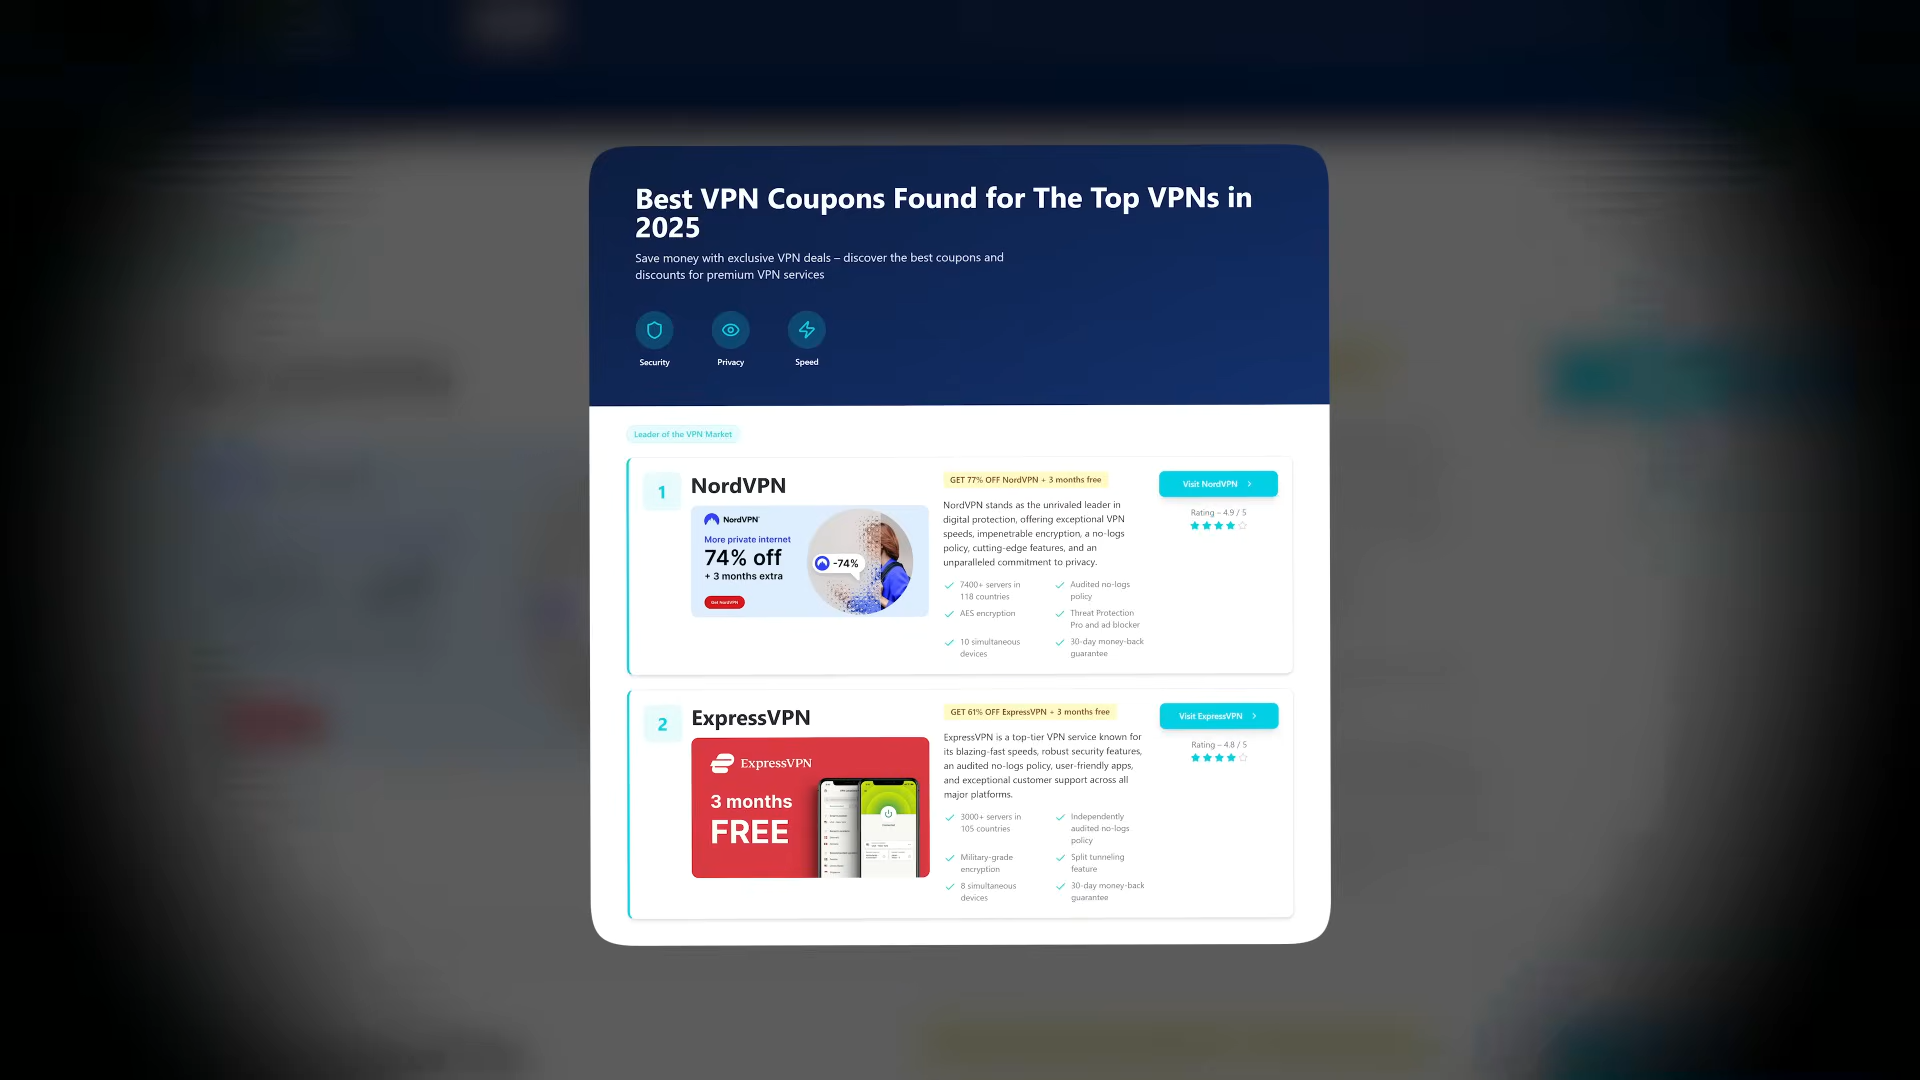 Best VPN Coupons Found for The Top VPNs in
2025
Save money with exclusive VPN deals – discover the best coupons and
discounts for premium VPN services
Security
Privacy
Speed
Leader of the VPN Market
1
NordVPN
NordVPN
More private internet
74% off
+ 3 months extra
Get NordVPN
-74%
GET 77% OFF NordVPN + 3 months free
NordVPN stands as the unrivaled leader in
digital protection, offering exceptional VPN
speeds, impenetrable encryption, a no-logs
policy, cutting-edge features, and an
unparalleled commitment to privacy.
7400+ servers in
118 countries
Audited no-logs
policy
AES encryption
Threat Protection
Pro and ad blocker
10 simultaneous
devices
30-day money-back
guarantee
Visit NordVPN
Rating – 4.9 / 5
2
ExpressVPN
ExpressVPN
3 months
FREE
GET 61% OFF ExpressVPN + 3 months free
ExpressVPN is a top-tier VPN service known for
its blazing-fast speeds, robust security features,
an audited no-logs policy, user-friendly apps,
and exceptional customer support across all
major platforms.
3000+ servers in
105 countries
Independently
audited no-logs
policy
Military-grade
encryption
Split tunneling
feature
8 simultaneous
devices
30-day money-back
guarantee
Visit ExpressVPN
Rating – 4.8 / 5